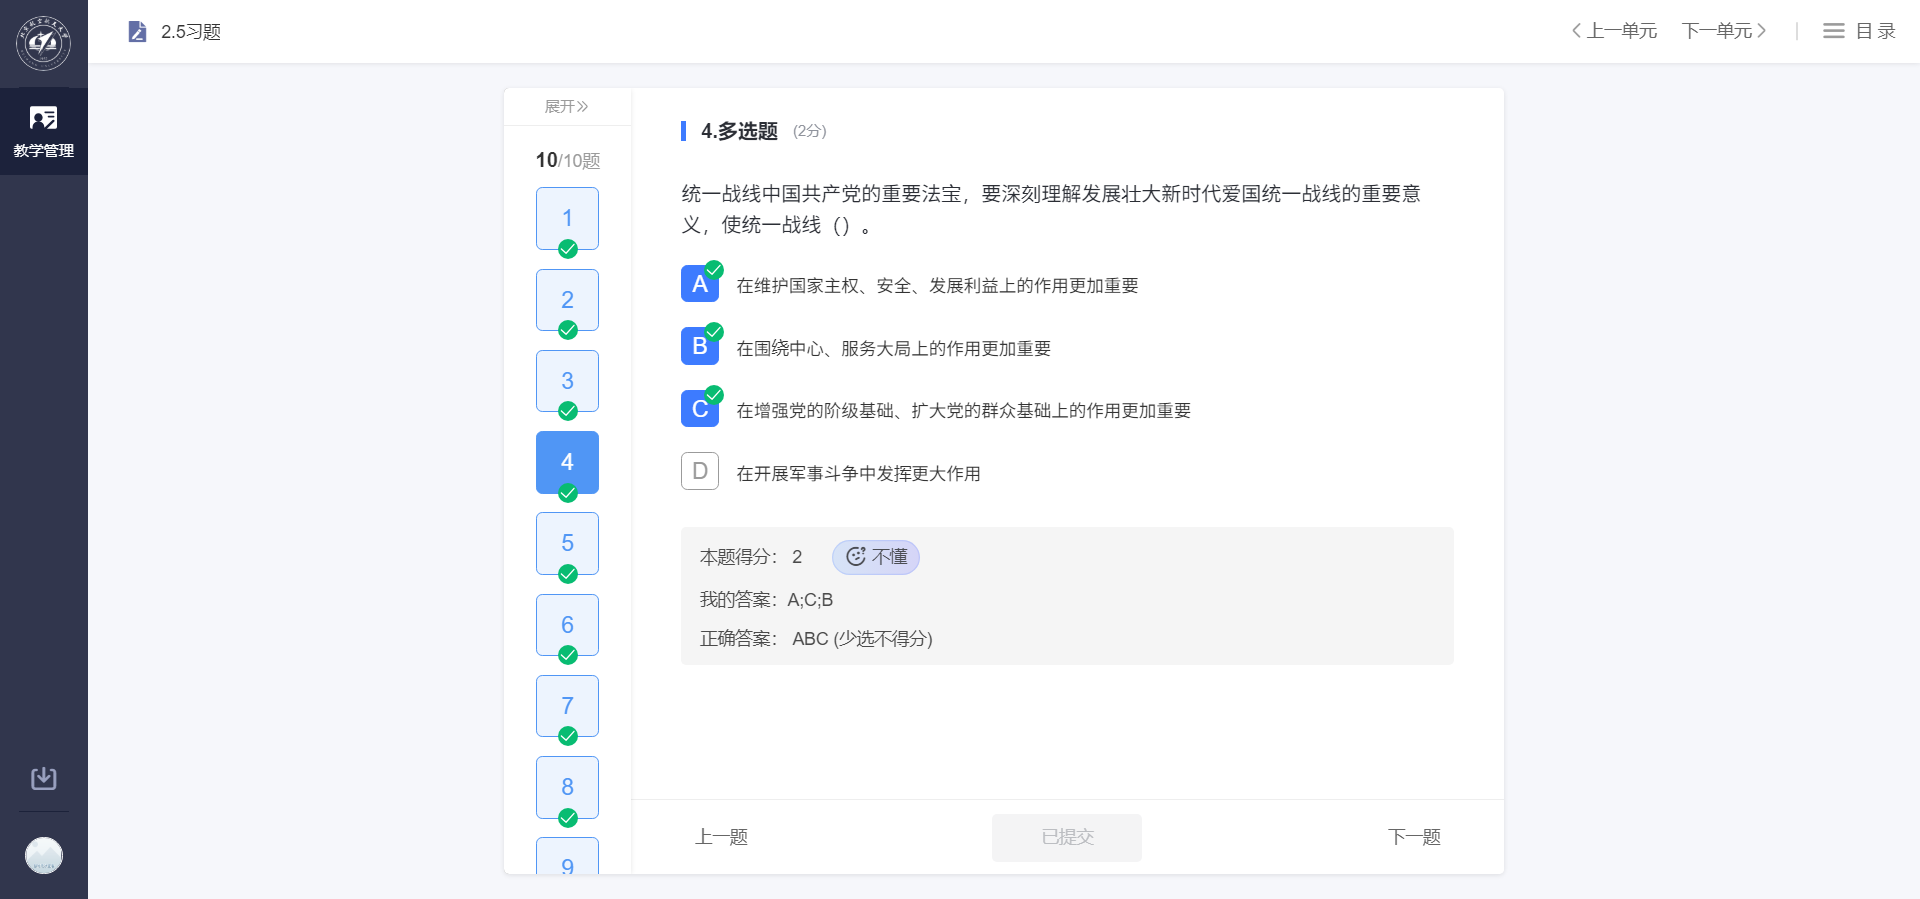 2.5习题
上一单元 下一单元 目录
教学管理
展开
10/10题
1
2
3
4
5
6
7
8
9
4.多选题 (2分)
统一战线中国共产党的重要法宝，要深刻理解发展壮大新时代爱国统一战线的重要意
义，使统一战线（）。
A 在维护国家主权、安全、发展利益上的作用更加重要
B 在围绕中心、服务大局上的作用更加重要
C 在增强党的阶级基础、扩大党的群众基础上的作用更加重要
D 在开展军事斗争中发挥更大作用
本题得分： 2 不懂
我的答案：A;C;B
正确答案： ABC (少选不得分)
上一题 已提交 下一题